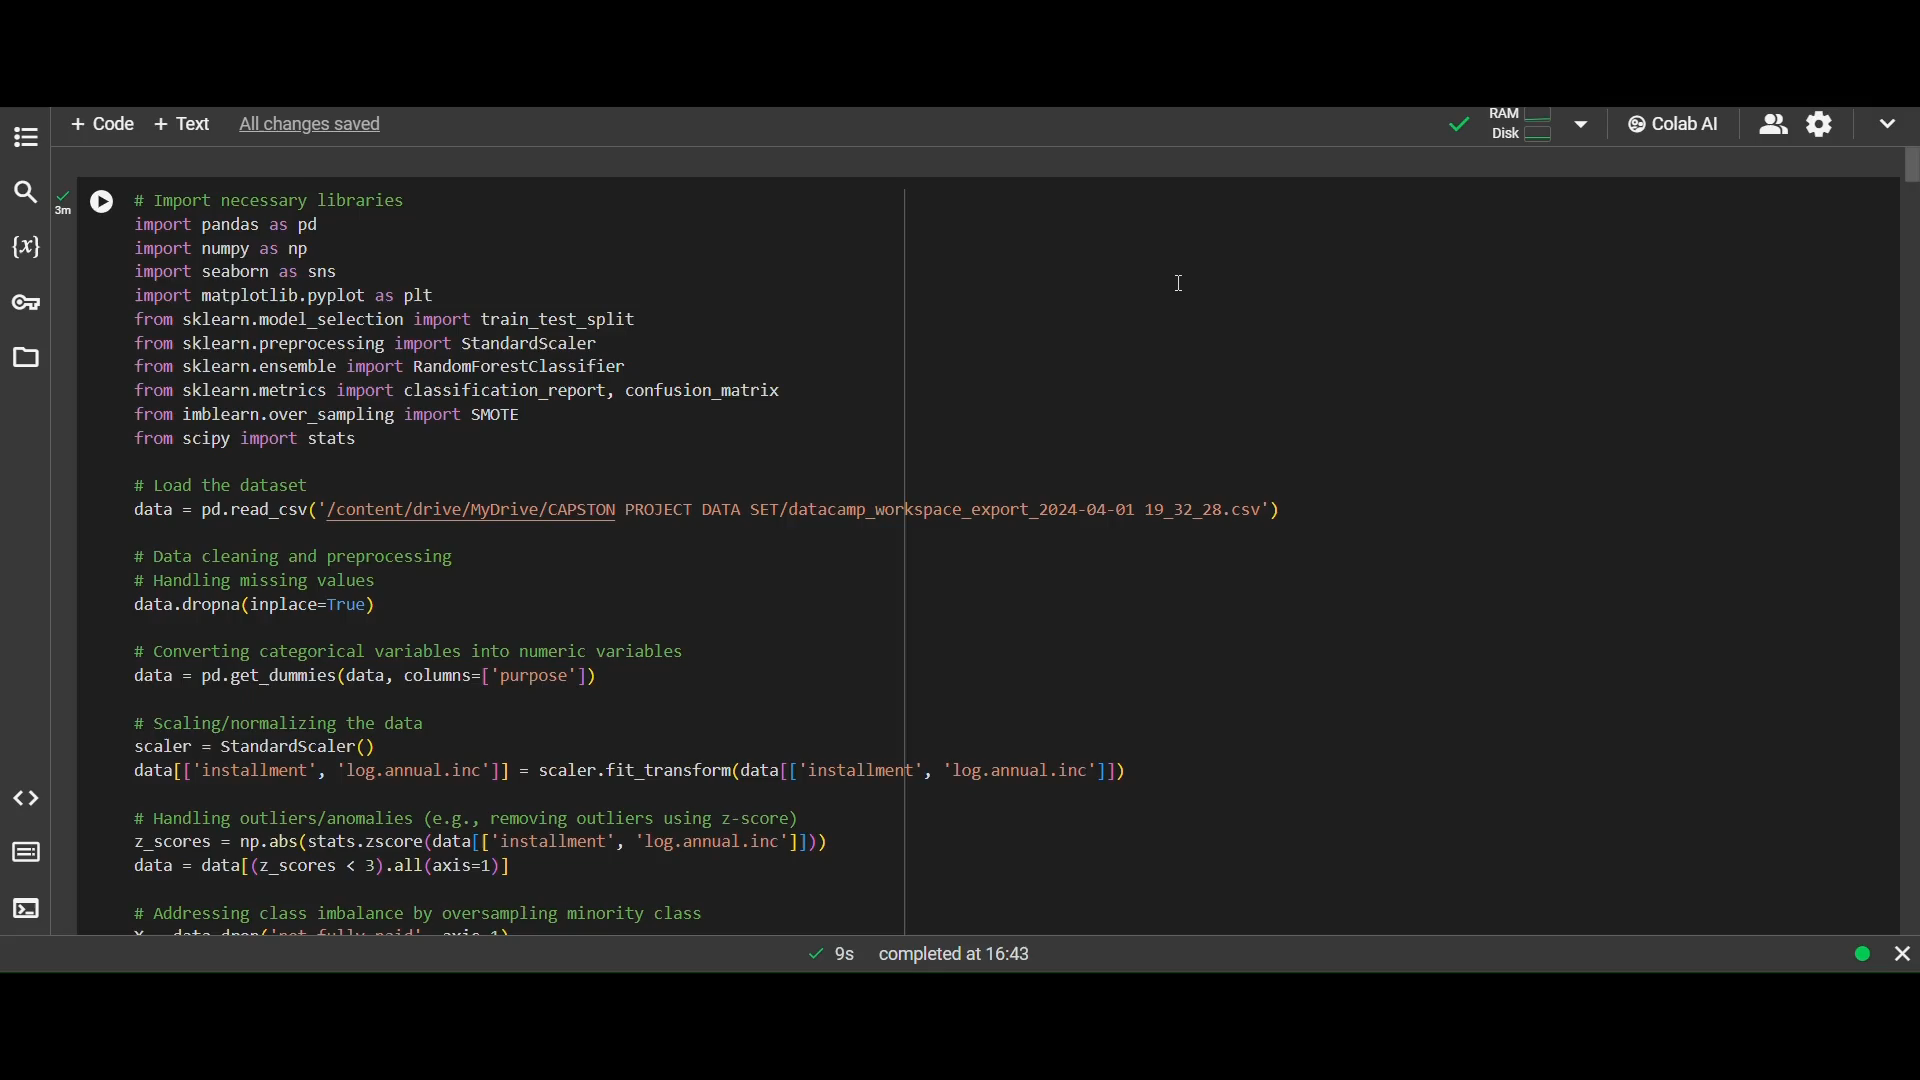 + Code + Text All changes saved
RAM
Disk
Colab AI
{x}
3m
# Import necessary libraries
import pandas as pd
import numpy as np
import seaborn as sns
import matplotlib.pyplot as plt
from sklearn.model_selection import train_test_split
from sklearn.preprocessing import StandardScaler
from sklearn.ensemble import RandomForestClassifier
from sklearn.metrics import classification_report, confusion_matrix
from imblearn.over_sampling import SMOTE
from scipy import stats
# Load the dataset
data = pd.read_csv('/content/drive/MyDrive/CAPSTON PROJECT DATA SET/datacamp_workspace_export_2024-04-01 19_32_28.csv')
# Data cleaning and preprocessing
# Handling missing values
data.dropna(inplace=True)
# Converting categorical variables into numeric variables
data = pd.get_dummies(data, columns=['purpose'])
# Scaling/normalizing the data
scaler = StandardScaler()
data[['installment', 'log.annual.inc']] = scaler.fit_transform(data[['installment', 'log.annual.inc']])
# Handling outliers/anomalies (e.g., removing outliers using z-score)
z_scores = np.abs(stats.zscore(data[['installment', 'log.annual.inc']]))
data = data[(z_scores < 3).all(axis=1)]
# Addressing class imbalance by oversampling minority class
X = data.drop('not.fully.paid', axis=1)
9s completed at 16:43